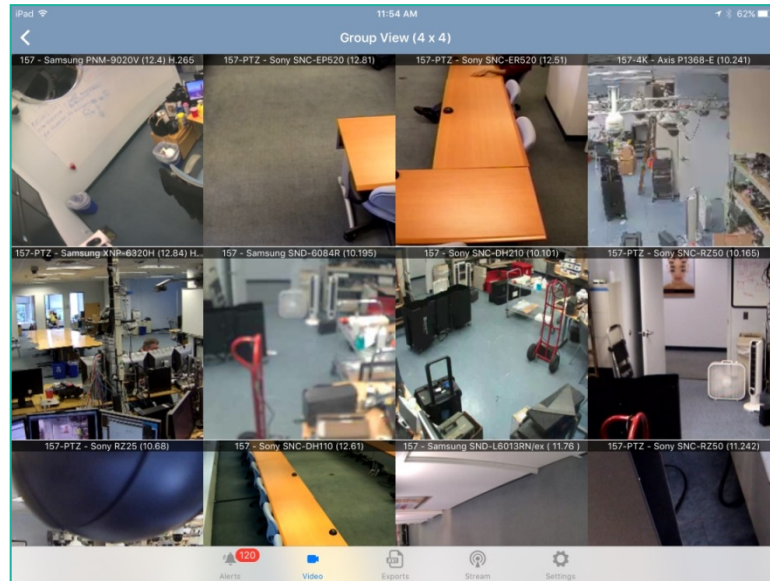 iPad
11:54 AM
62%
Group View (4 x 4)
157 - Samsung PNM-9020V (12.4) H.265
157-PTZ - Sony SNC-EP520 (12.81)
157-PTZ - Sony SNC-ER520 (12.51)
157-4K - Axis P1368-E (10.241)
157-PTZ - Samsung XNP-6320H (12.84) H..
157 - Samsung SND-6084R (10.195)
157 - Sony SNC-DH210 (10.101)
157-PTZ - Sony SNC-RZ50 (10.165)
157-PTZ - Sony RZ25 (10.68)
157 - Sony SNC-DH110 (12.61)
157 - Samsung SND-L6013RN/ex ( 11.76 )
157-PTZ - Sony SNC-RZ50 (11.242)
120
Alerts
Video
Exports
Stream
Settings